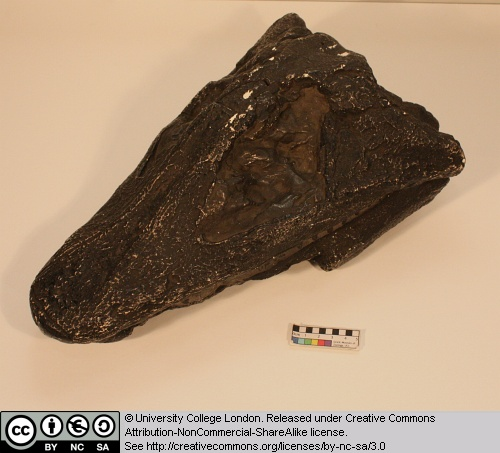 © University College London. Released under Creative Commons
Attribution-NonCommercial-ShareAlike license.
See http://creativecommons.org/licenses/by-nc-sa/3.0
cc
BY NC SA